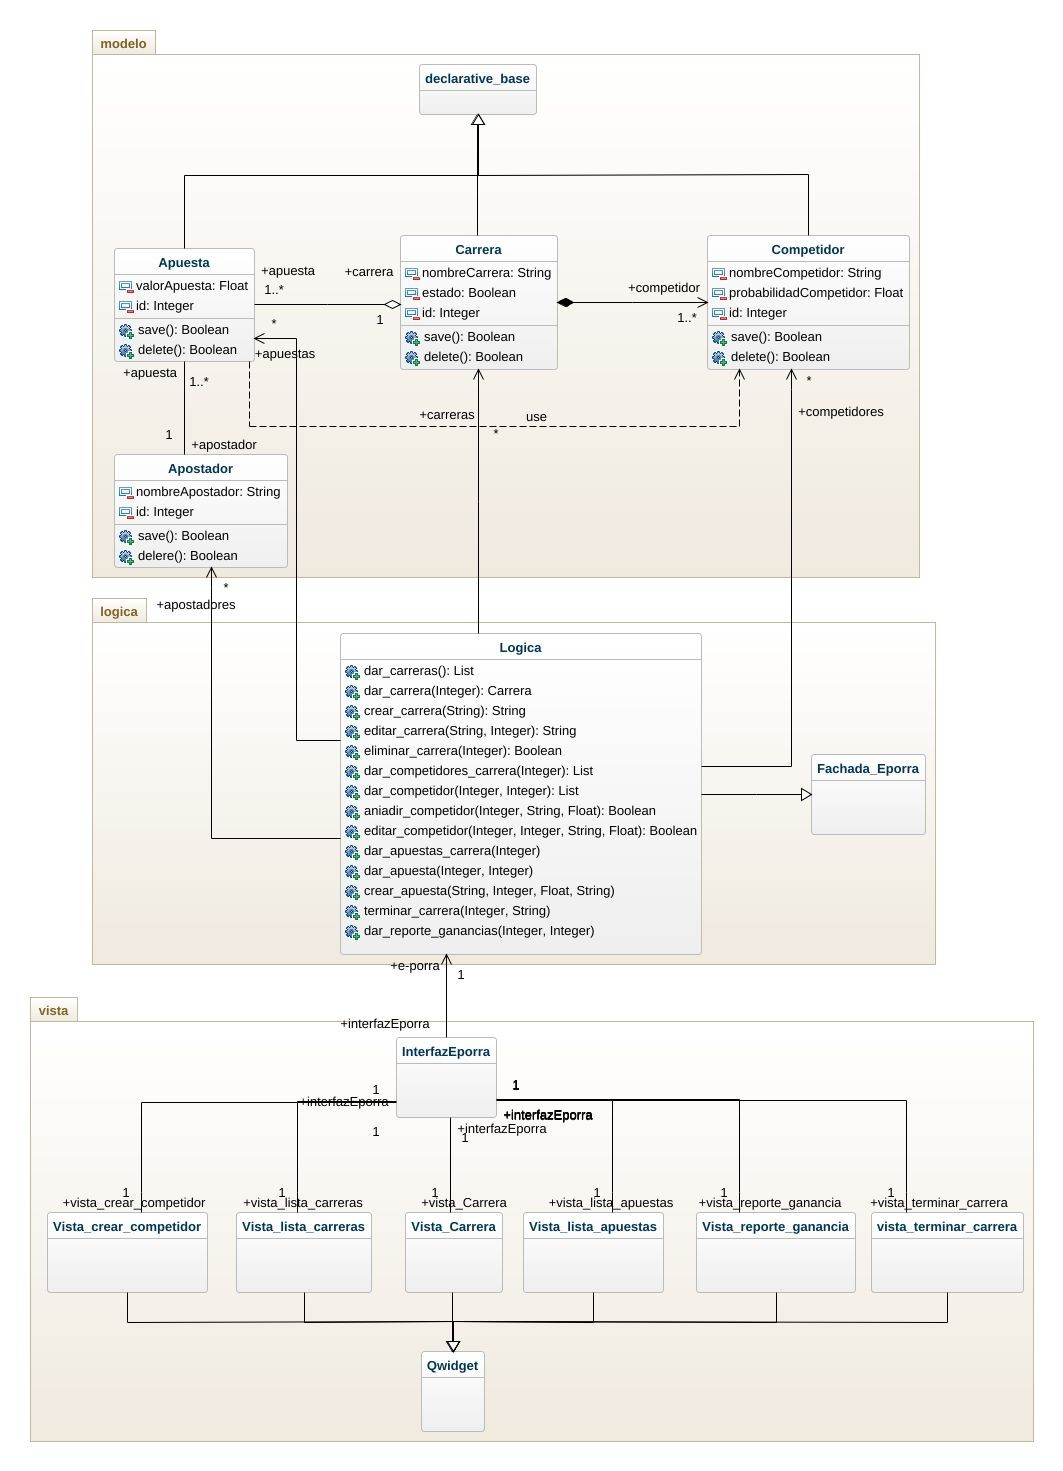 modelo
declarative_base
Apuesta
valorApuesta: Float
id: Integer
save(): Boolean
delete(): Boolean
+apuesta
1..*
+carrera
1
Carrera
nombreCarrera: String
estado: Boolean
id: Integer
save(): Boolean
delete(): Boolean
+competidor
1..*
Competidor
nombreCompetidor: String
probabilidadCompetidor: Float
id: Integer
save(): Boolean
delete(): Boolean
*
+apuestas
+apuesta
1..*
1
+apostador
+carreras
*
use
*
+competidores
Apostador
nombreApostador: String
id: Integer
save(): Boolean
delere(): Boolean
*
+apostadores
logica
Logica
dar_carreras(): List
dar_carrera(Integer): Carrera
crear_carrera(String): String
editar_carrera(String, Integer): String
eliminar_carrera(Integer): Boolean
dar_competidores_carrera(Integer): List
dar_competidor(Integer, Integer): List
aniadir_competidor(Integer, String, Float): Boolean
editar_competidor(Integer, Integer, String, Float): Boolean
dar_apuestas_carrera(Integer)
dar_apuesta(Integer, Integer)
crear_apuesta(String, Integer, Float, String)
terminar_carrera(Integer, String)
dar_reporte_ganancias(Integer, Integer)
Fachada_Eporra
+e-porra
1
vista
+interfazEporra
InterfazEporra
1
+interfazEporra
1
1
+interfazEporra
+interfazEporra
1
1
+vista_crear_competidor
1
+vista_lista_carreras
1
+vista_Carrera
1
+vista_lista_apuestas
1
+vista_reporte_ganancia
1
+vista_terminar_carrera
Vista_crear_competidor
Vista_lista_carreras
Vista_Carrera
Vista_lista_apuestas
Vista_reporte_ganancia
vista_terminar_carrera
Qwidget